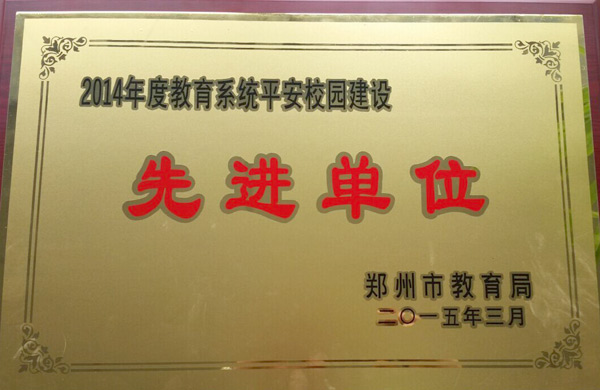 2014年度教育系统平安校园建设
先进单位
郑州市教育局
二〇一五年三月